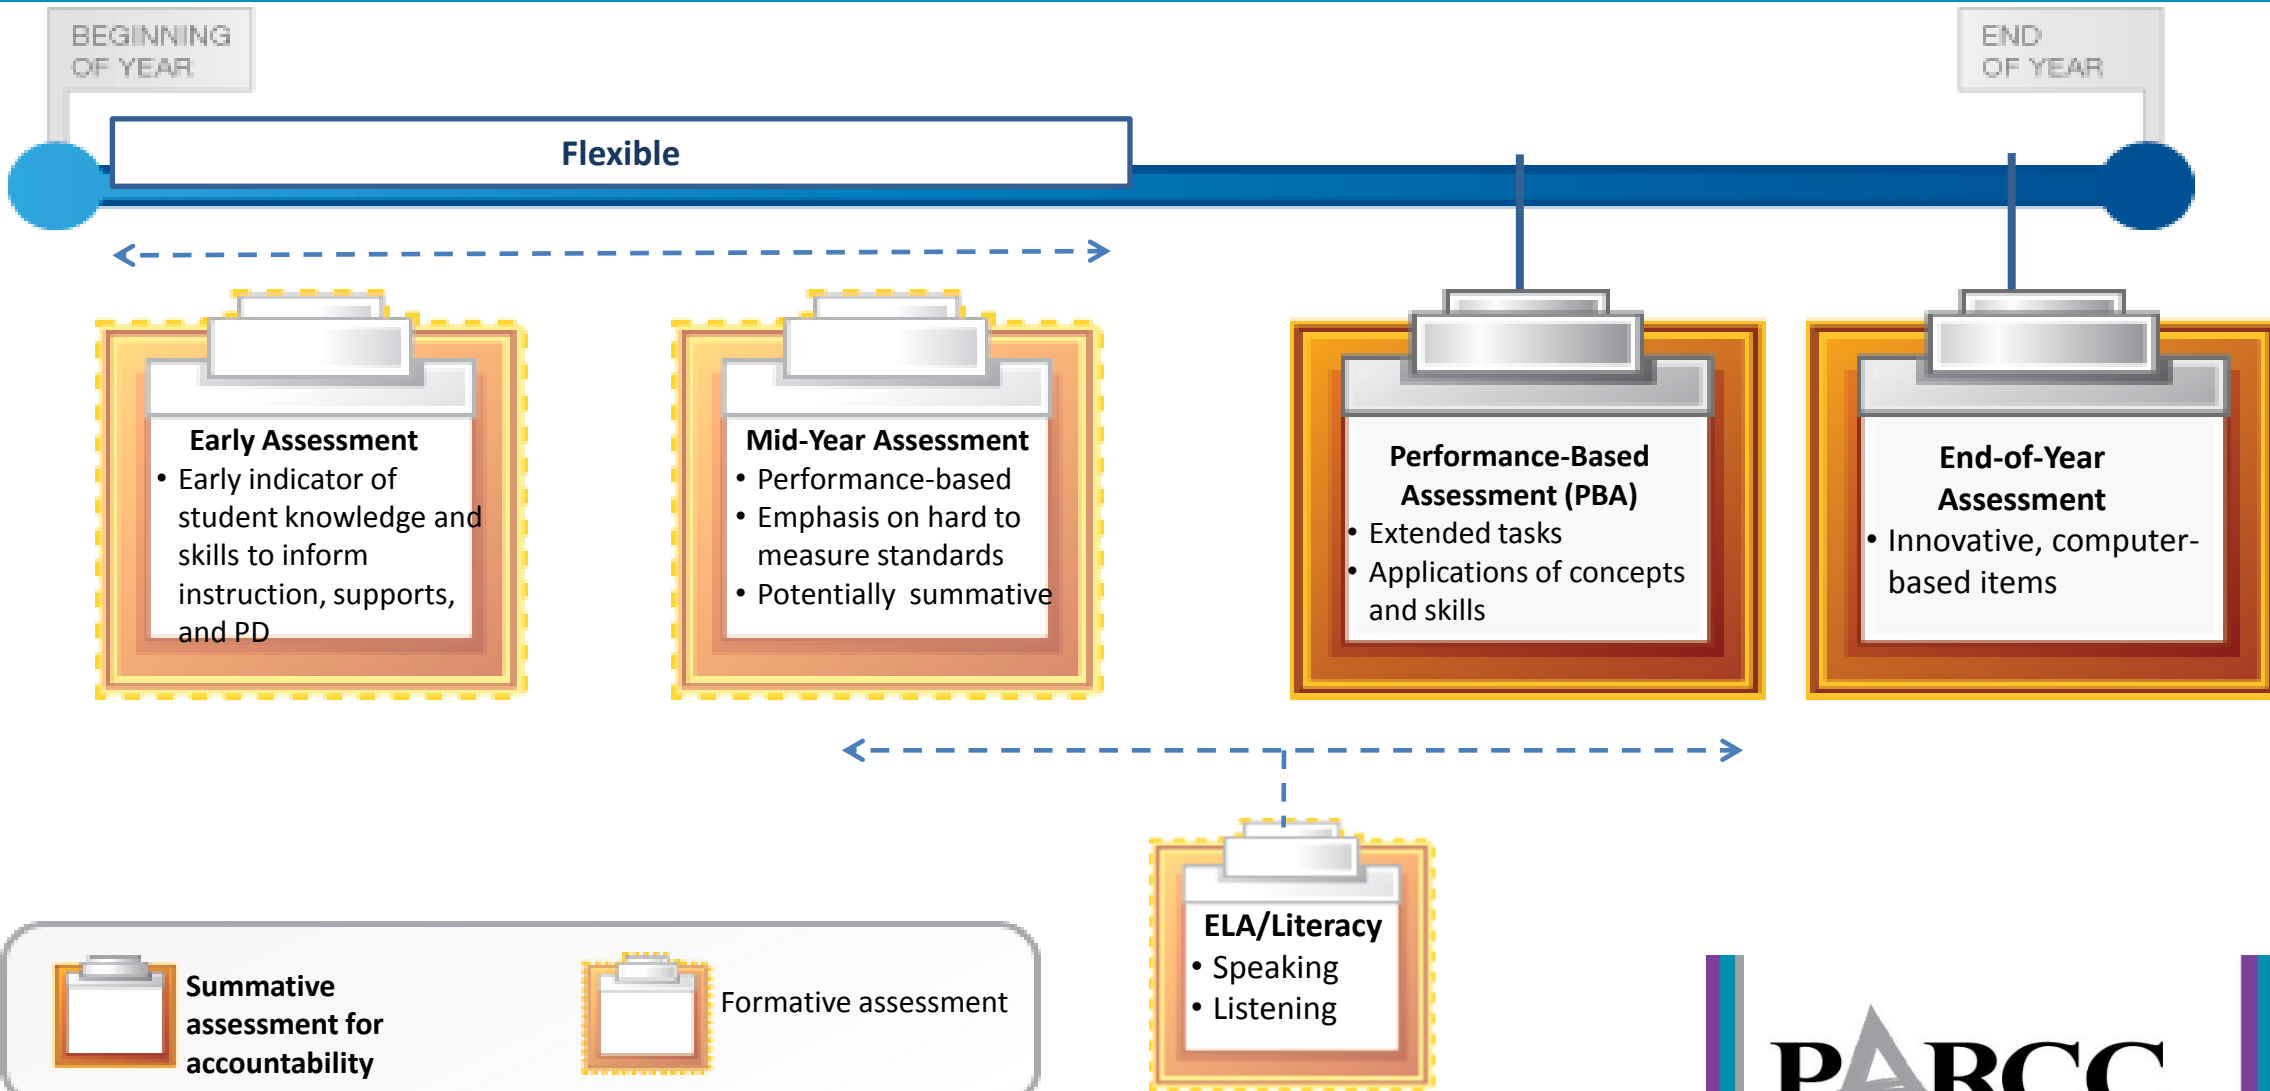 BEGINNING
OF YEAR
END
OF YEAR
Flexible
Early Assessment
• Early indicator of
student knowledge and
skills to inform
instruction, supports,
and PD
Mid-Year Assessment
• Performance-based
• Emphasis on hard to
measure standards
• Potentially summative
Performance-Based
Assessment (PBA)
• Extended tasks
• Applications of concepts
and skills
End-of-Year
Assessment
• Innovative, computer-
based items
ELA/Literacy
• Speaking
• Listening
Summative
assessment for
accountability
Formative assessment
PARCC